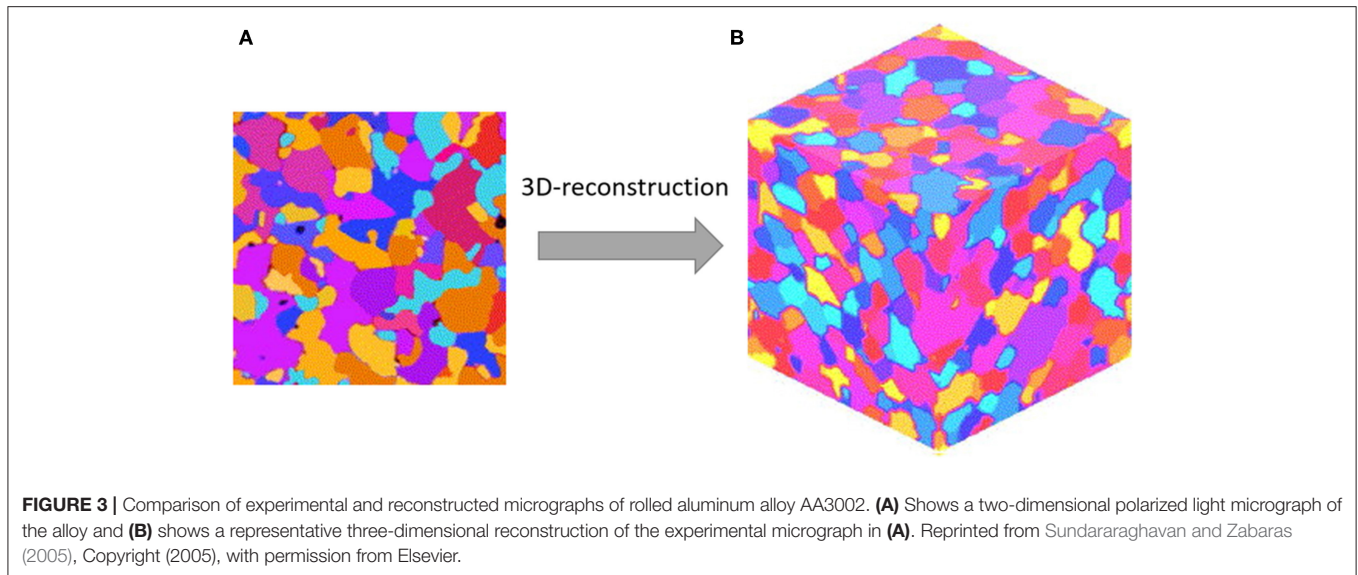 A
B
3D-reconstruction
FIGURE 3 | Comparison of experimental and reconstructed micrographs of rolled aluminum alloy AA3002. (A) Shows a two-dimensional polarized light micrograph of
the alloy and (B) shows a representative three-dimensional reconstruction of the experimental micrograph in (A). Reprinted from Sundararaghavan and Zabaras
(2005), Copyright (2005), with permission from Elsevier.